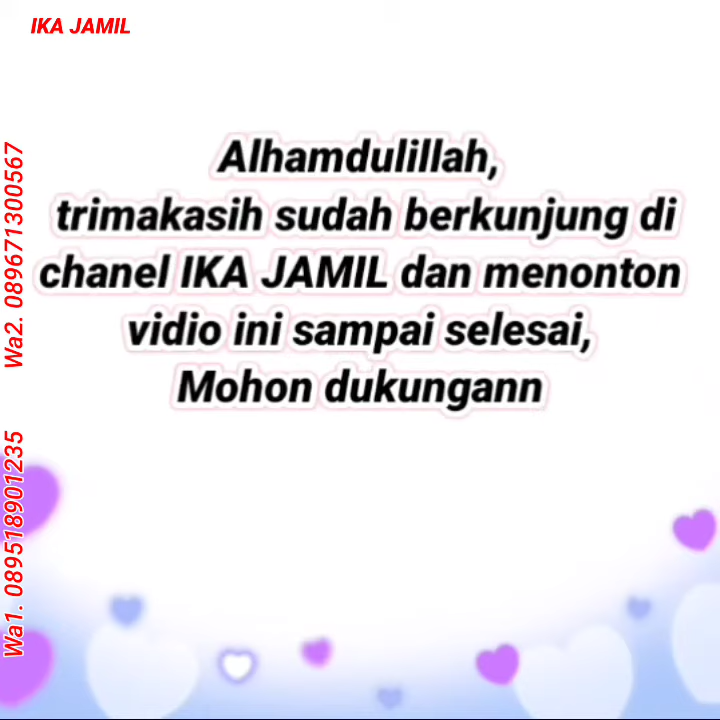 IKA JAMIL
Alhamdulillah,
trimakasih sudah berkunjung di
chanel IKA JAMIL dan menonton
vidio ini sampai selesai,
Mohon dukungann
Wa2. 089671300567
Wa1. 089518901235